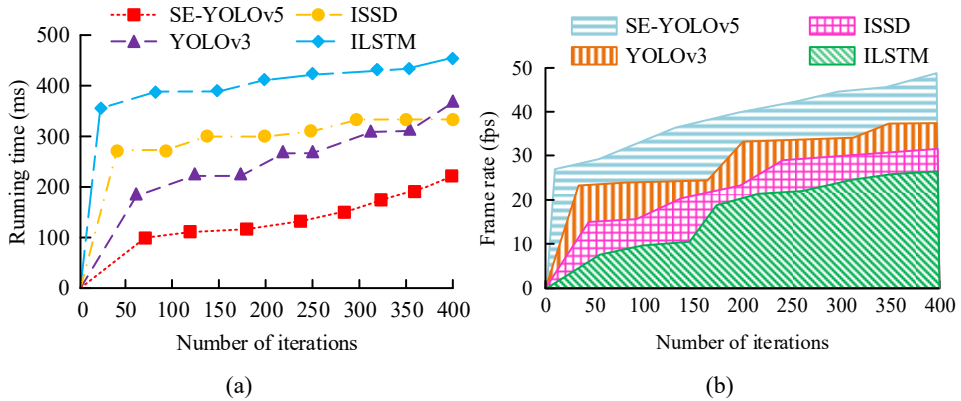 SE-YOLOv5 ISSD
YOLOv3 ILSTM
500
400
300
200
100
0
Running time (ms)
0 50 100 150 200 250 300 350 400
Number of iterations
(a)
SE-YOLOv5 ISSD
YOLOv3 ILSTM
50
40
30
20
10
0
Frame rate (fps)
0 50 100 150 200 250 300 350 400
Number of iterations
(b)